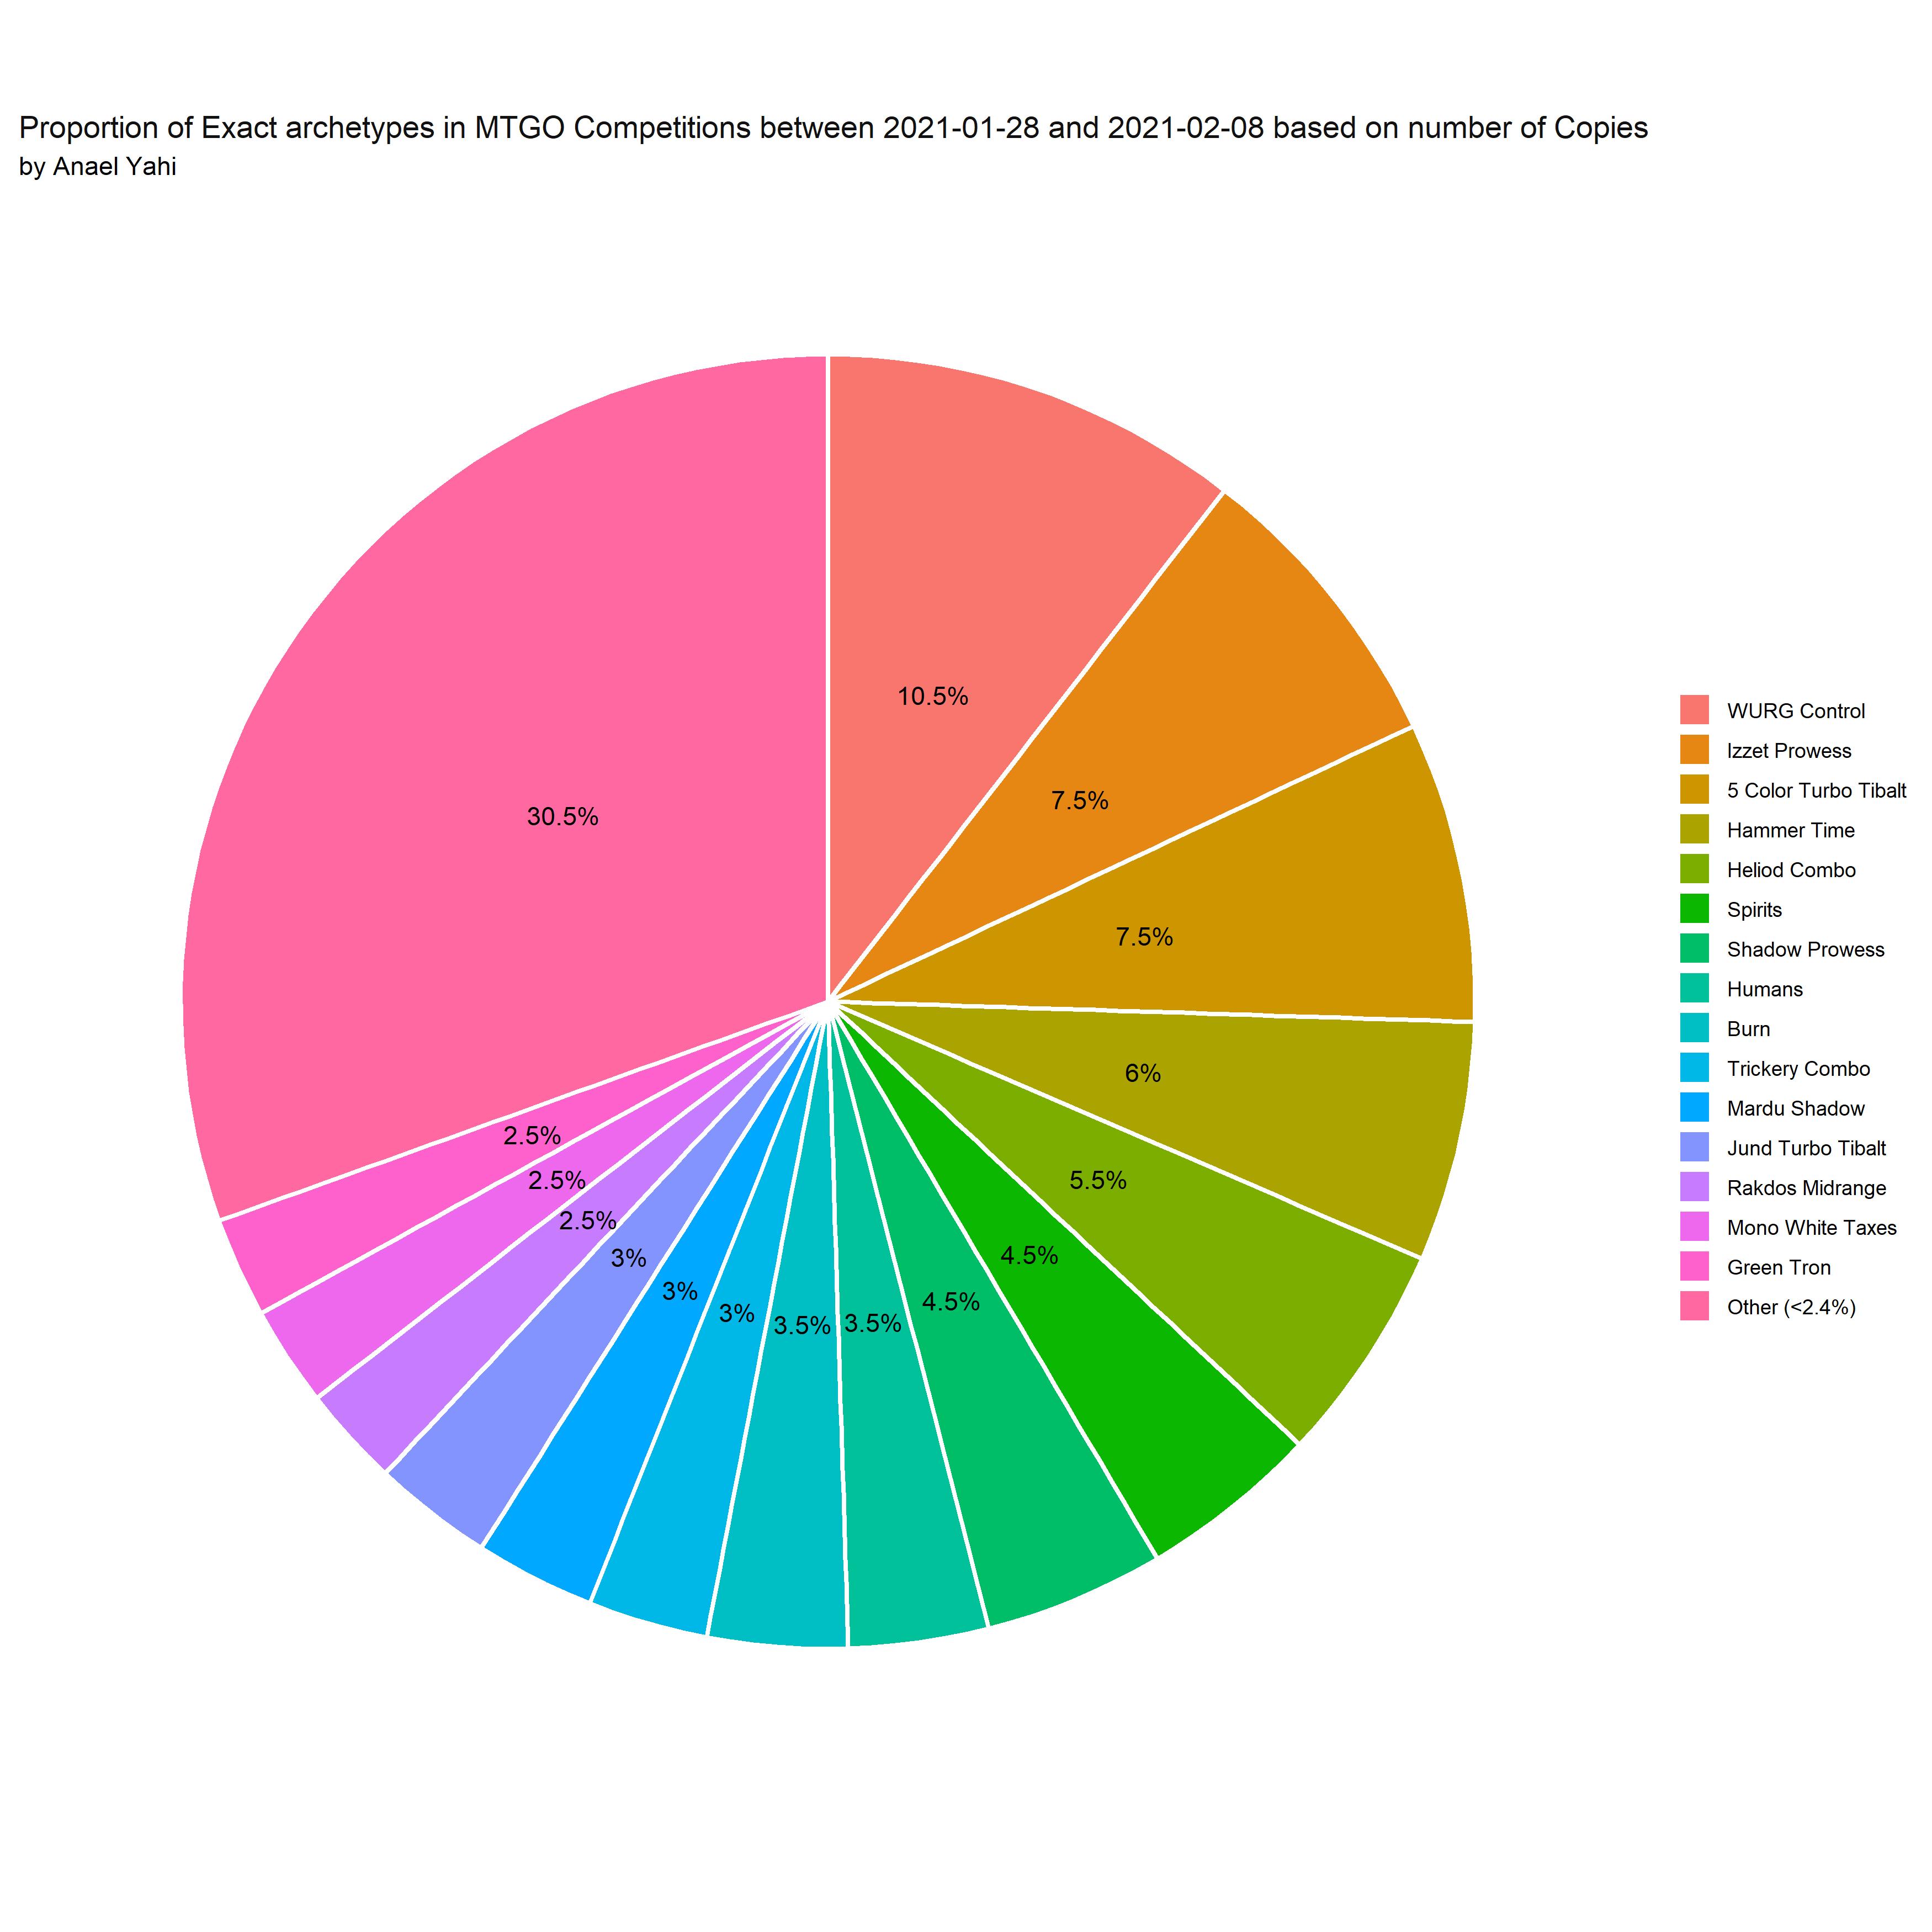 Proportion of Exact archetypes in MTGO Competitions between 2021-01-28 and 2021-02-08 based on number of Copies
by Anael Yahi
10.5%
7.5%
7.5%
6%
5.5%
4.5%
4.5%
3.5%
3.5%
3%
3%
3%
2.5%
2.5%
2.5%
30.5%
WURG Control
Izzet Prowess
5 Color Turbo Tibalt
Hammer Time
Heliod Combo
Spirits
Shadow Prowess
Humans
Burn
Trickery Combo
Mardu Shadow
Jund Turbo Tibalt
Rakdos Midrange
Mono White Taxes
Green Tron
Other (<2.4%)